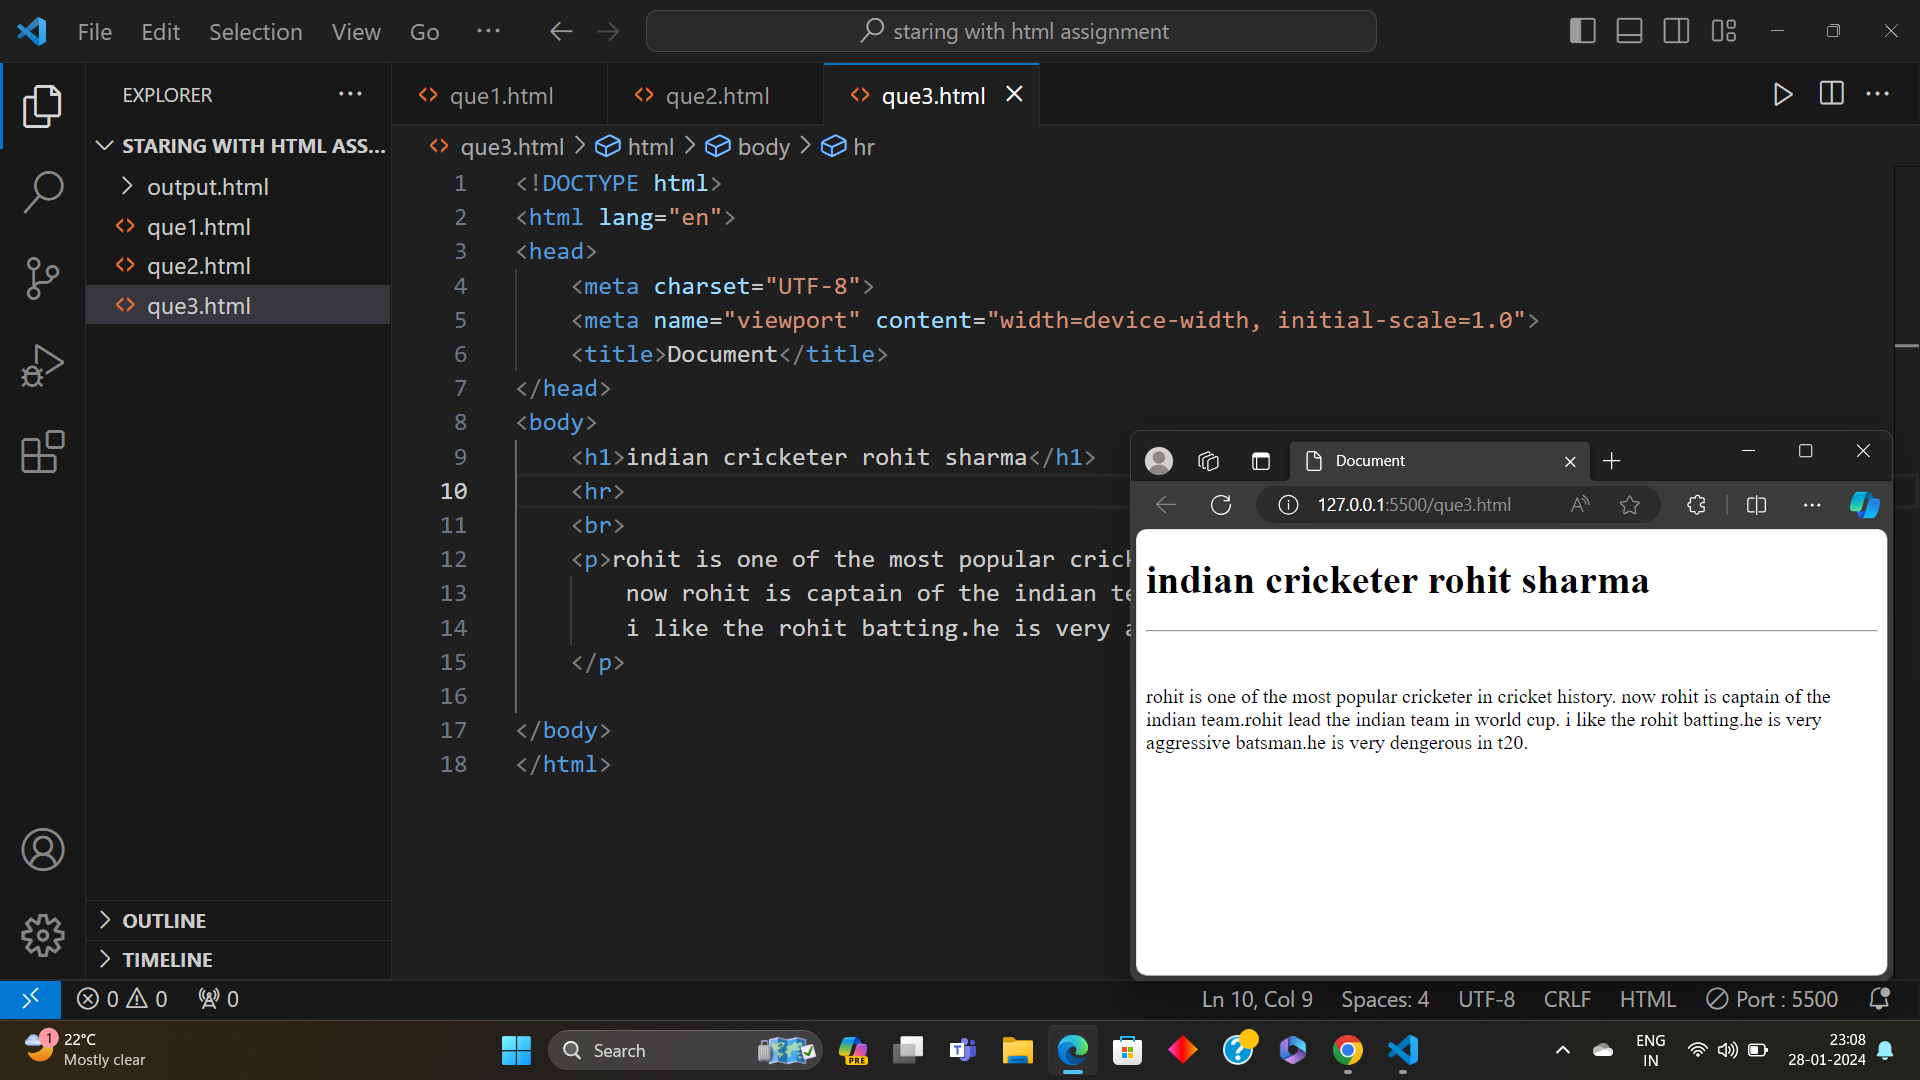 File Edit Selection View Go ··· staring with html assignment
EXPLORER ···
STARING WITH HTML ASS...
output.html
que1.html
que2.html
que3.html
OUTLINE
TIMELINE
que1.html que2.html que3.html
que3.html > html > body > hr
1 <!DOCTYPE html>
2 <html lang="en">
3 <head>
4 <meta charset="UTF-8">
5 <meta name="viewport" content="width=device-width, initial-scale=1.0">
6 <title>Document</title>
7 </head>
8 <body>
9 <h1>indian cricketer rohit sharma</h1>
10 <hr>
11 <br>
12 <p>rohit is one of the most popular crick
13 now rohit is captain of the indian te
14 i like the rohit batting.he is very a
15 </p>
16
17 </body>
18 </html>
Document
127.0.0.1:5500/que3.html
indian cricketer rohit sharma
rohit is one of the most popular cricketer in cricket history. now rohit is captain of the
indian team.rohit lead the indian team in world cup. i like the rohit batting.he is very
aggressive batsman.he is very dengerous in t20.
0 0 0 Ln 10, Col 9 Spaces: 4 UTF-8 CRLF HTML Port : 5500
1 22°C
Mostly clear
Search
PRE
ENG
IN
23:08
28-01-2024